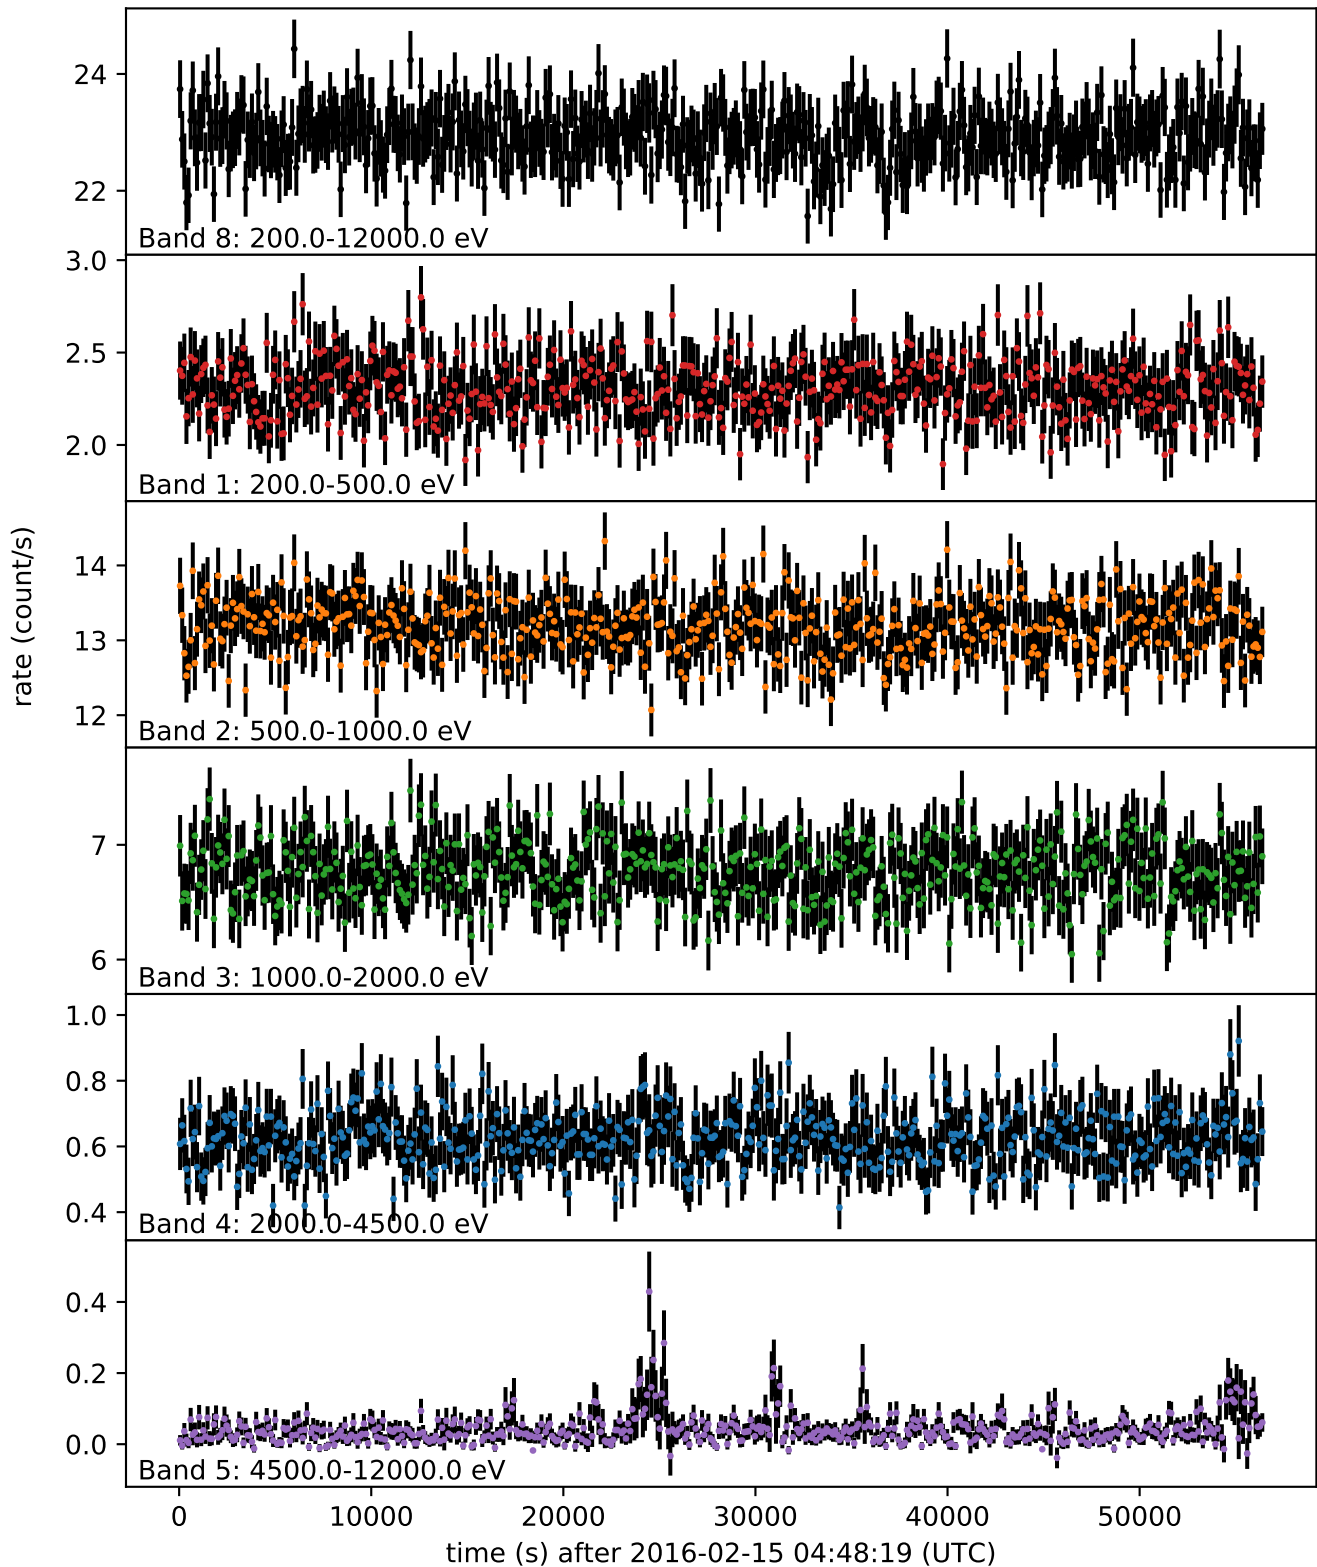 24
22
Band 8: 200.0-12000.0 eV
3.0
2.5
2.0
Band 1: 200.0-500.0 eV
rate (count/s)
14
13
12
Band 2: 500.0-1000.0 eV
7
6
Band 3: 1000.0-2000.0 eV
1.0
0.8
0.6
0.4
Band 4: 2000.0-4500.0 eV
0.4
0.2
0.0
Band 5: 4500.0-12000.0 eV
0 10000 20000 30000 40000 50000
time (s) after 2016-02-15 04:48:19 (UTC)